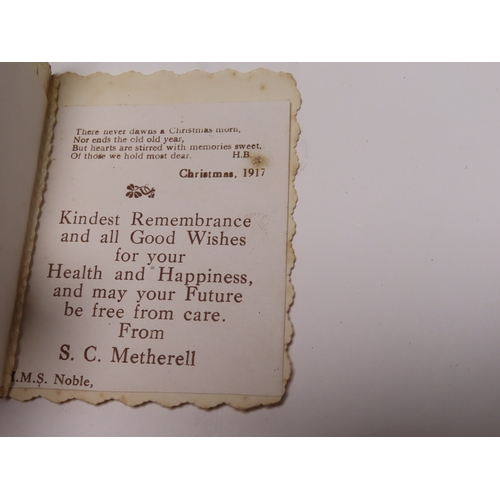 There never dawns a Christmas morn,
Nor ends the old old year,
But hearts are stirred with memories sweet,
Of those we hold most dear. H.B.
Christmas, 1917
Kindest Remembrance
and all Good Wishes
for your
Health and Happiness,
and may your Future
be free from care.
From
S. C. Metherell
.M.S. Noble,